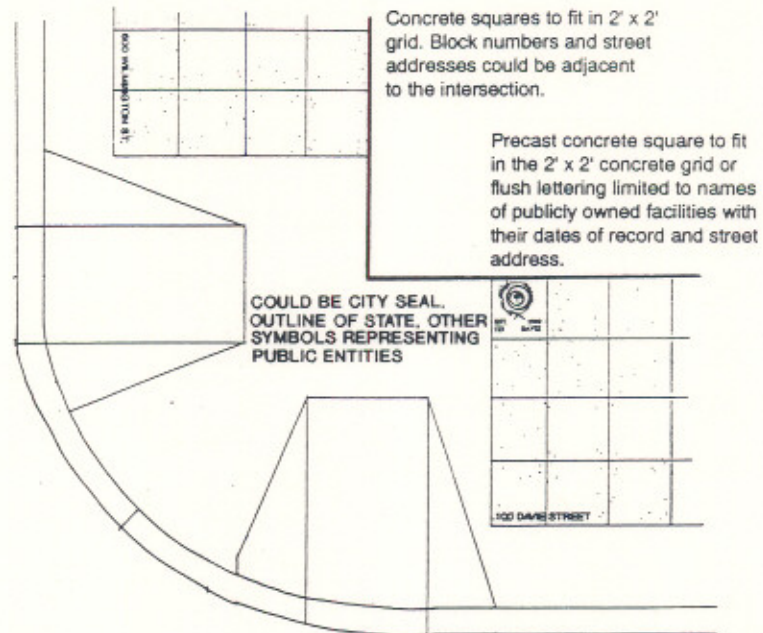 Concrete squares to fit in 2' x 2'
grid. Block numbers and street
addresses could be adjacent
to the intersection.
600 WILMINGTON ST.
Precast concrete square to fit
in the 2' x 2' concrete grid or
flush lettering limited to names
of publicly owned facilities with
their dates of record and street
address.
COULD BE CITY SEAL,
OUTLINE OF STATE, OTHER
SYMBOLS REPRESENTING
PUBLIC ENTITIES
100 DAVIE STREET